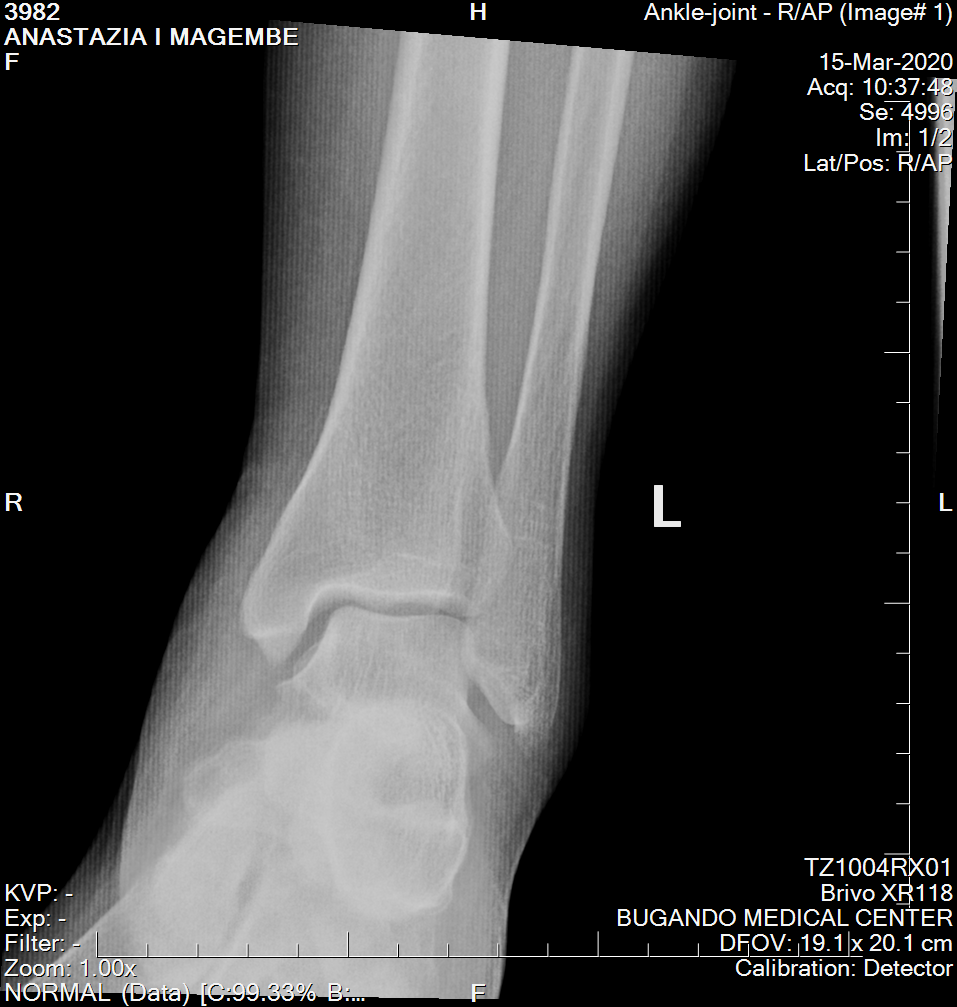 3982
ANASTAZIA I MAGEMBE
F
H
Ankle-joint - R/AP (Image# 1)
15-Mar-2020
Acq: 10:37:48
Se: 4996
Im: 1/2
Lat/Pos: R/AP
R
L
L
KVP: -
Exp: -
Filter: -
Zoom: 1.00x
NORMAL (Data) [C:99.33% B:...
F
TZ1004RX01
Brivo XR118
BUGANDO MEDICAL CENTER
DFOV: 19.1 x 20.1 cm
Calibration: Detector